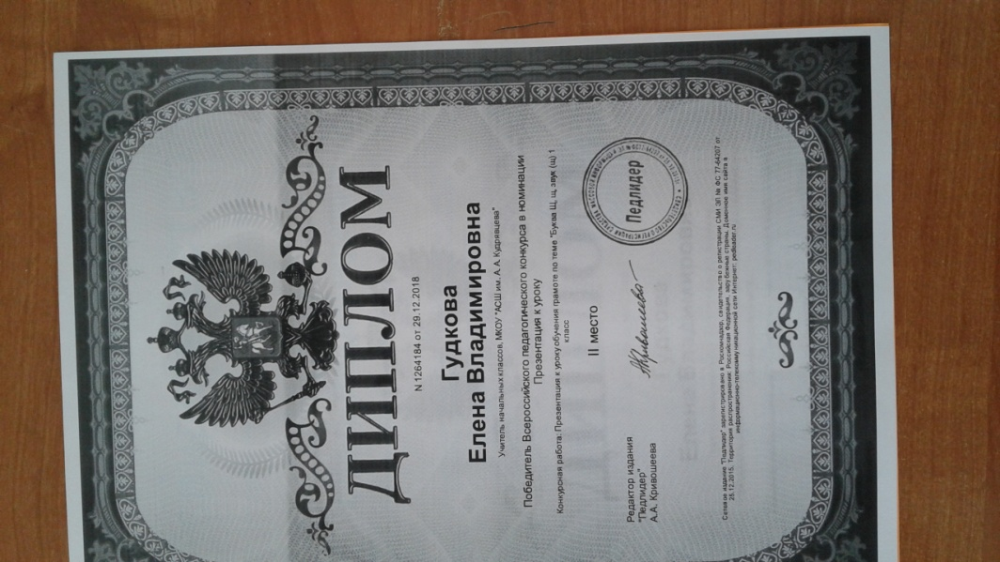 ДИПЛОМ
N 1264184 от 29.12.2018
Гудкова
Елена Владимировна
Учитель начальных классов, МКОУ "АСШ им. А. А. Кудрявцева"
Победитель Всероссийского педагогического конкурса в номинации
Презентация к уроку
Конкурсная работа: Презентация к уроку обучения грамоте по теме "Буква Щ, щ, звук (щ) 1
класс
II место
Редактор издания
"Педлидер"
А.А. Кривошеева
Педлидер
Сетевое издание "Педлидер" зарегистрировано в Роскомнадзор, свидетельство о регистрации СМИ ЭЛ № ФС 77-64207 от
25.12.2015. Территория распространения: Российская Федерация, зарубежные страны. Доменное имя сайта в
информационно-телекоммуникационной сети Интернет: pedleader.ru